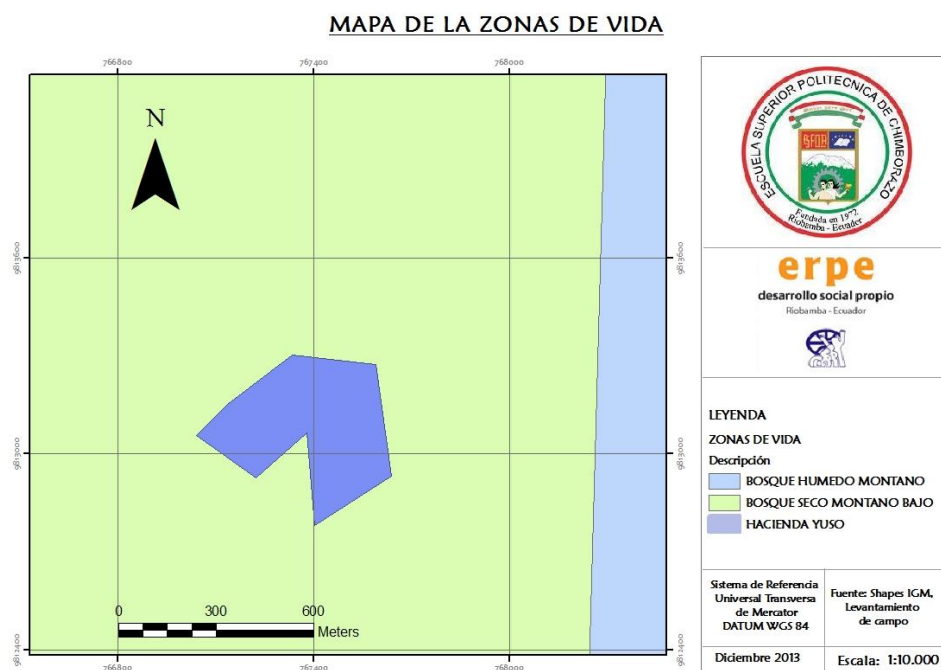 MAPA DE LA ZONAS DE VIDA
766800
767400
768000
N
9813600
9813600
9813000
9813000
9812400
9812400
0
300
600
Meters
766800
767400
768000
ESCUELA SUPERIOR POLITECNICA DE CHIMBORAZO
Fundada en 1972
Riobamba - Ecuador
erpe
desarrollo social propio
Riobamba - Ecuador
LEYENDA
ZONAS DE VIDA
Descripción
BOSQUE HUMEDO MONTANO
BOSQUE SECO MONTANO BAJO
HACIENDA YUSO
Sistema de Referencia
Universal Transversa
de Mercator
DATUM WGS 84
Fuente: Shapes IGM,
Levantamiento
de campo
Diciembre 2013
Escala: 1:10.000